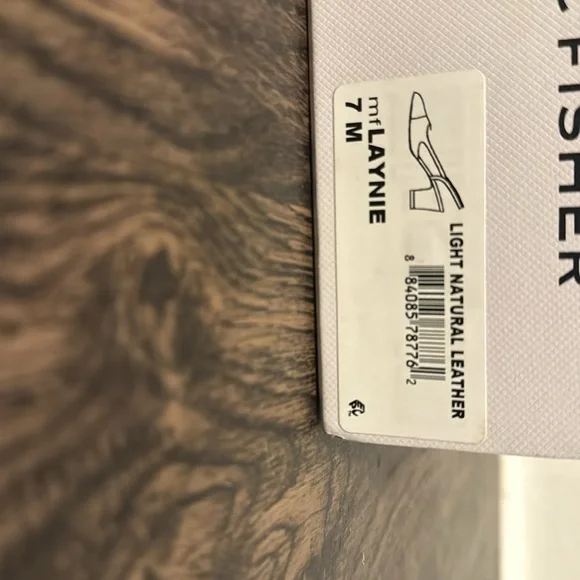 FISHER
mfLAYNIE
7 M
LIGHT NATURAL LEATHER
8 84085 78776 2